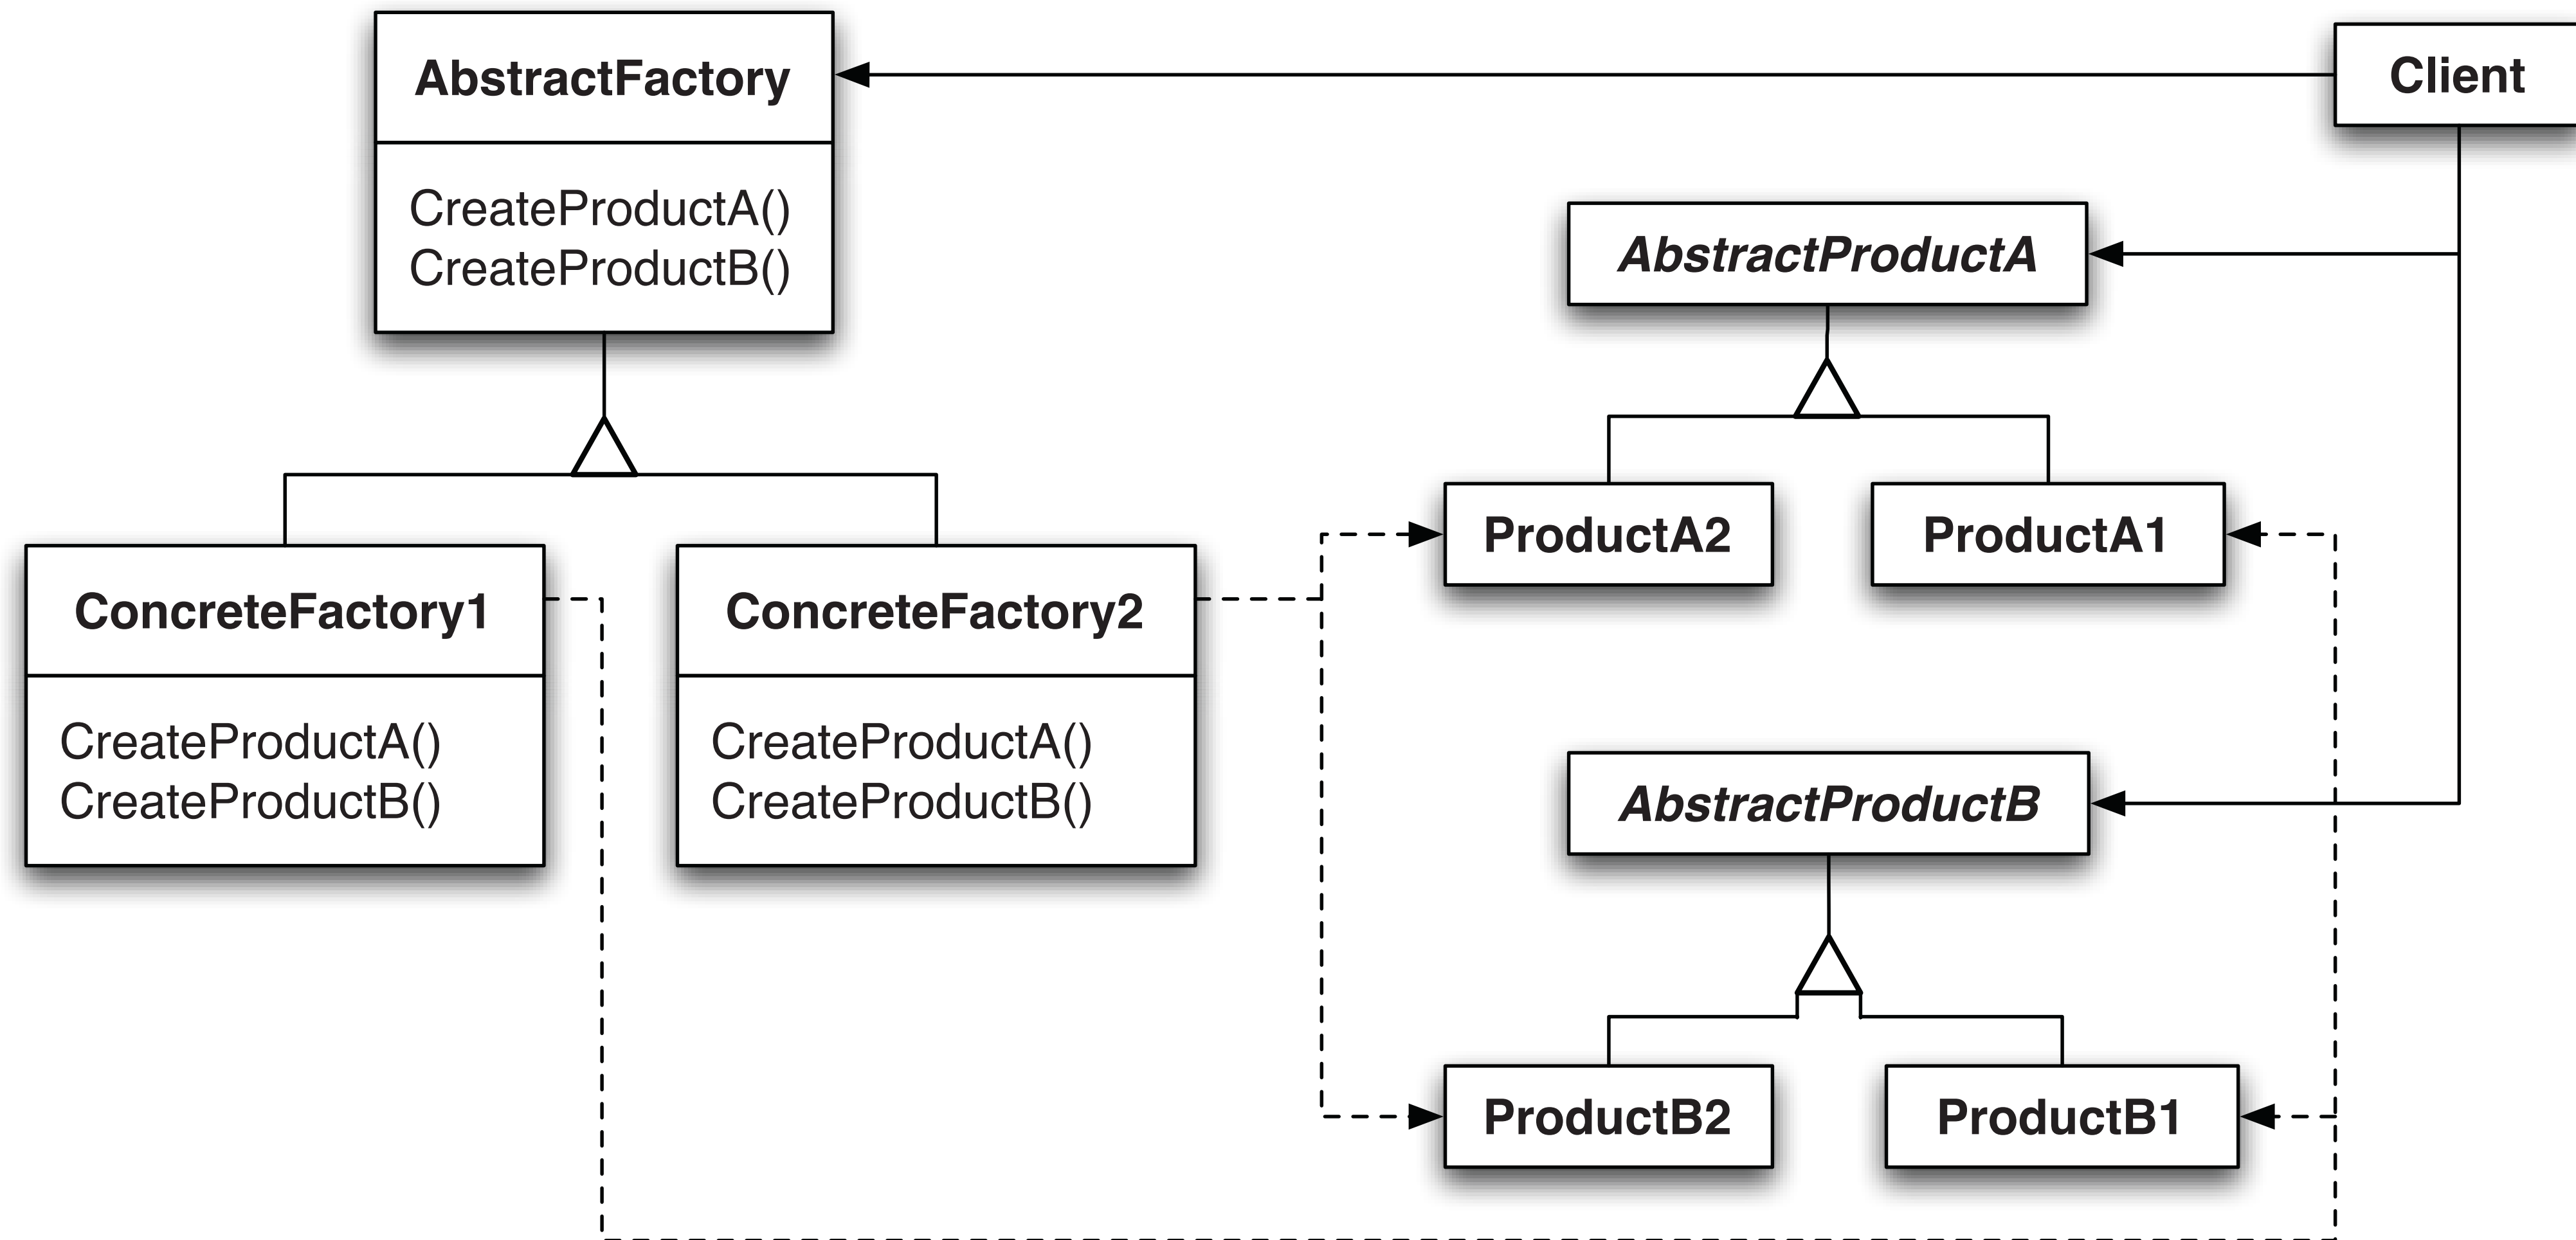 AbstractFactory
CreateProductA()
CreateProductB()
Client
AbstractProductA
ProductA2
ProductA1
ConcreteFactory1
CreateProductA()
CreateProductB()
ConcreteFactory2
CreateProductA()
CreateProductB()
AbstractProductB
ProductB2
ProductB1